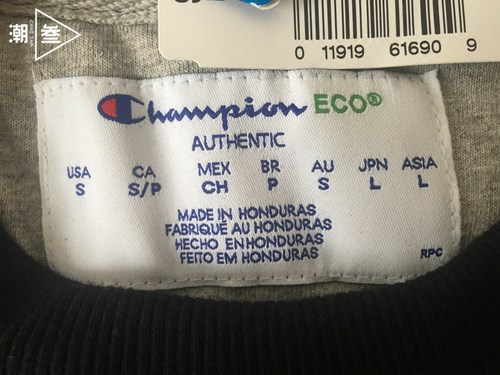 潮叁
0 11919 61690 9
Champion ECO®
AUTHENTIC
USA CA MEX BR AU JPN ASIA
S S/P CH P S L L
MADE IN HONDURAS
FABRIQUÉ AU HONDURAS
HECHO EN HONDURAS
FEITO EM HONDURAS
RPC